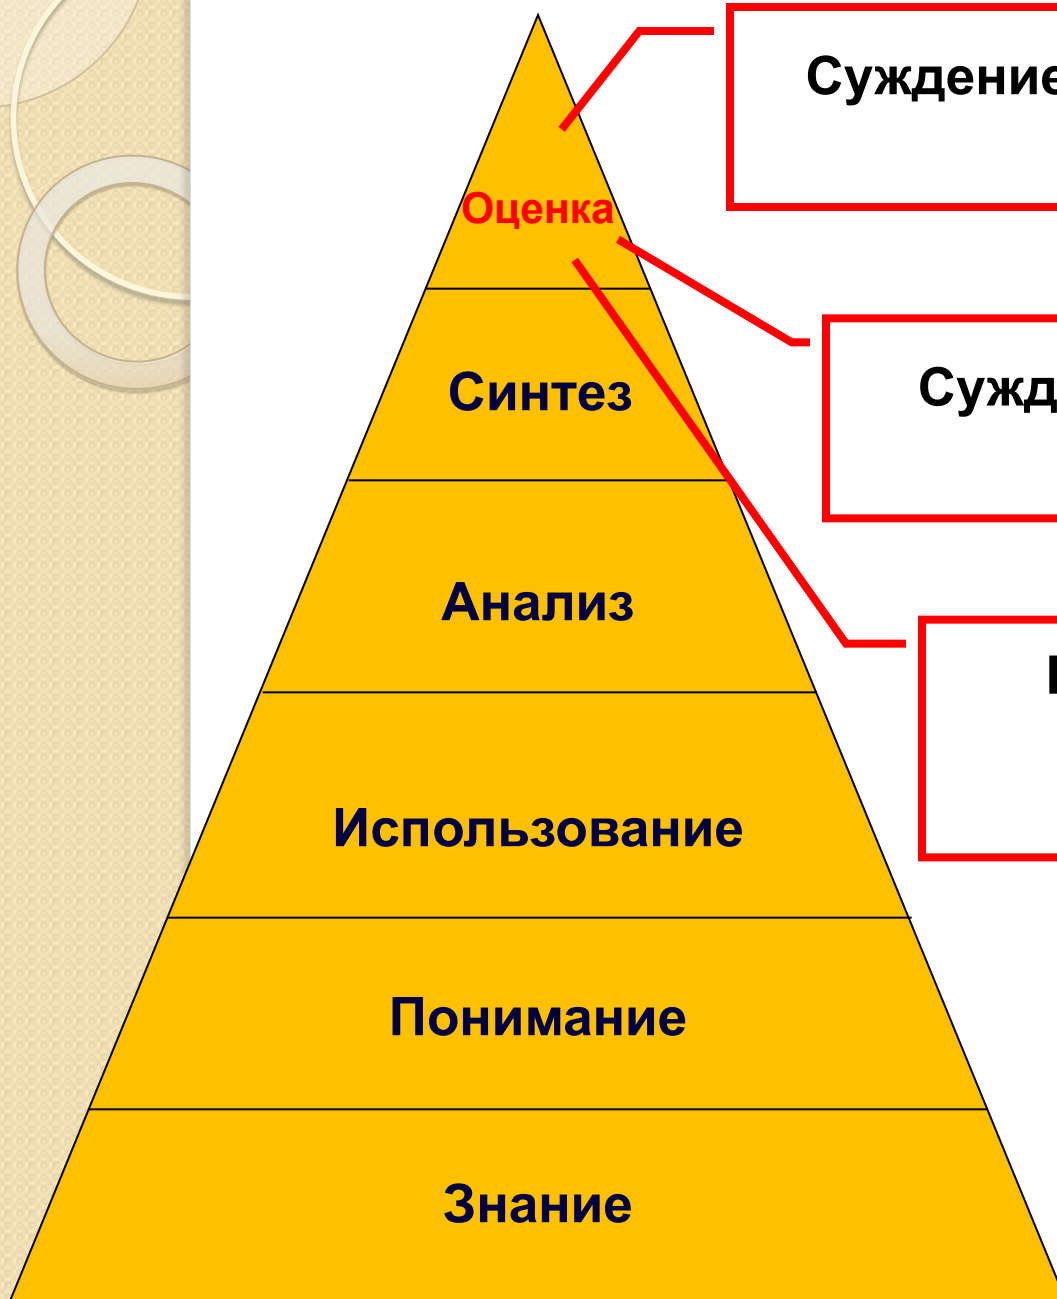 Суждение
Оценка
Сужд
Синтез
Анализ
Использование
Понимание
Знание